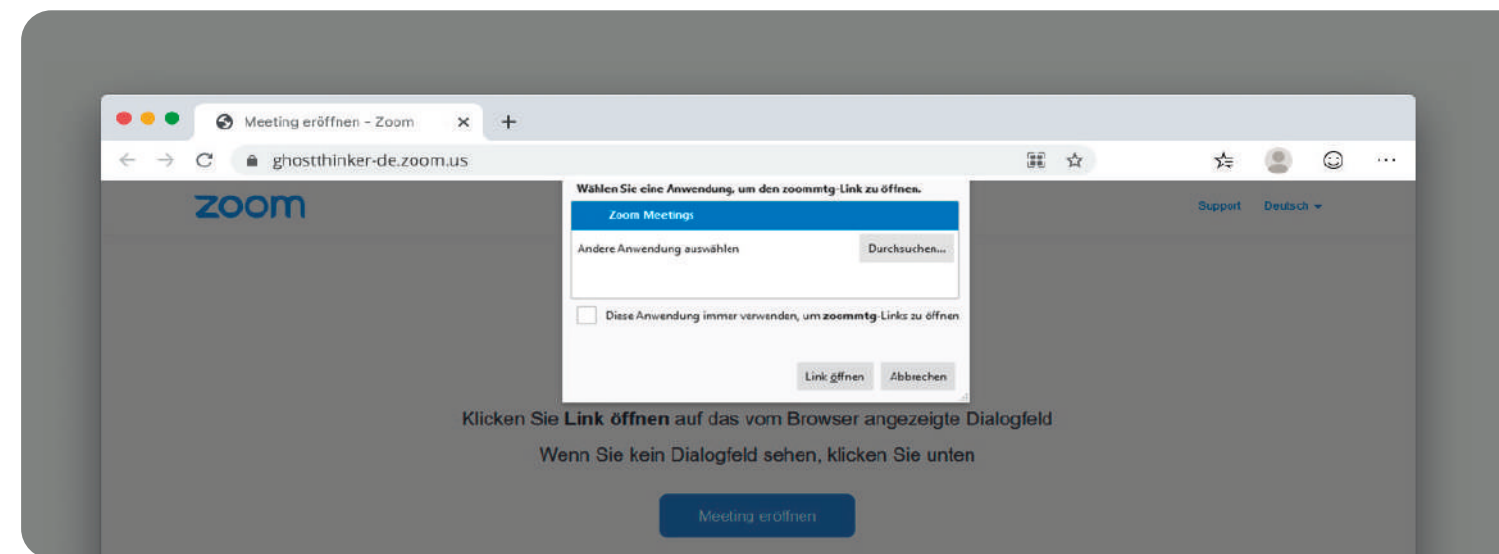 Meeting eröffnen - Zoom
ghostthinker-de.zoom.us
zoom
Support Deutsch
Wählen Sie eine Anwendung, um den zoommtg-Link zu öffnen.
Zoom Meetings
Andere Anwendung auswählen Durchsuchen...
Diese Anwendung immer verwenden, um zoommtg-Links zu öffnen
Link öffnen Abbrechen
Klicken Sie Link öffnen auf das vom Browser angezeigte Dialogfeld
Wenn Sie kein Dialogfeld sehen, klicken Sie unten
Meeting eröffnen